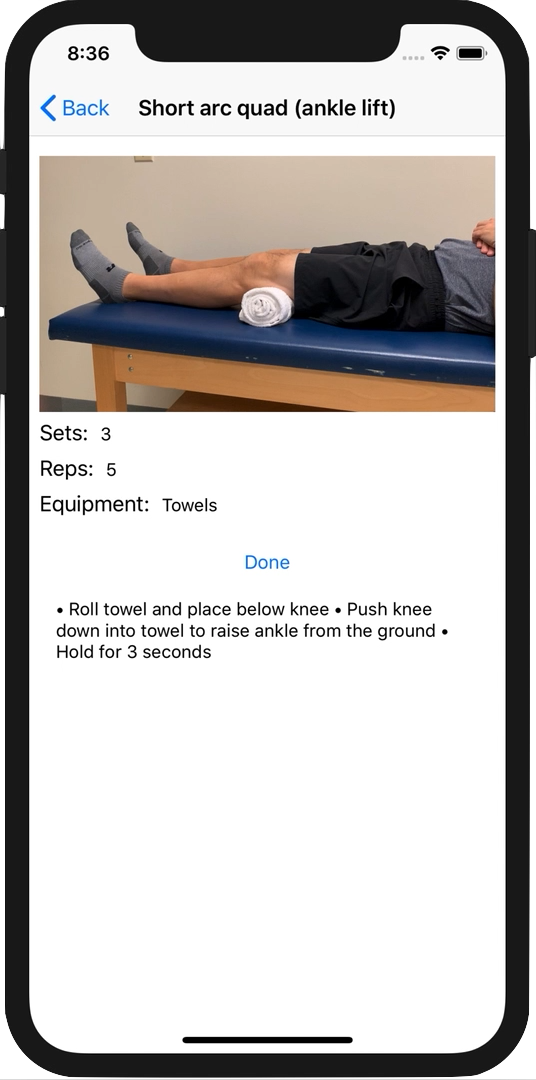 8:36
Back Short arc quad (ankle lift)
Sets: 3
Reps: 5
Equipment: Towels
Done
• Roll towel and place below knee • Push knee
down into towel to raise ankle from the ground •
Hold for 3 seconds